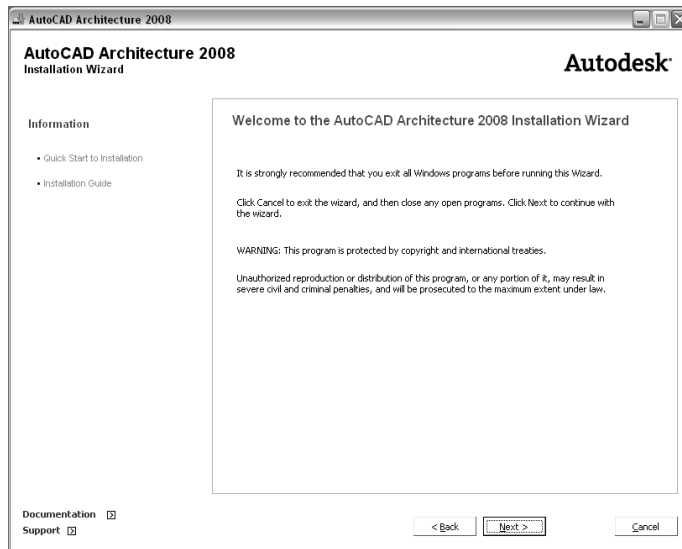 AutoCAD Architecture 2008
AutoCAD Architecture 2008
Installation Wizard
Autodesk
Information
• Quick Start to Installation
• Installation Guide
Welcome to the AutoCAD Architecture 2008 Installation Wizard
It is strongly recommended that you exit all Windows programs before running this Wizard.
Click Cancel to exit the wizard, and then close any open programs. Click Next to continue with
the wizard.
WARNING: This program is protected by copyright and international treaties.
Unauthorized reproduction or distribution of this program, or any portion of it, may result in
severe civil and criminal penalties, and will be prosecuted to the maximum extent under law.
Documentation
Support
< Back
Next >
Cancel